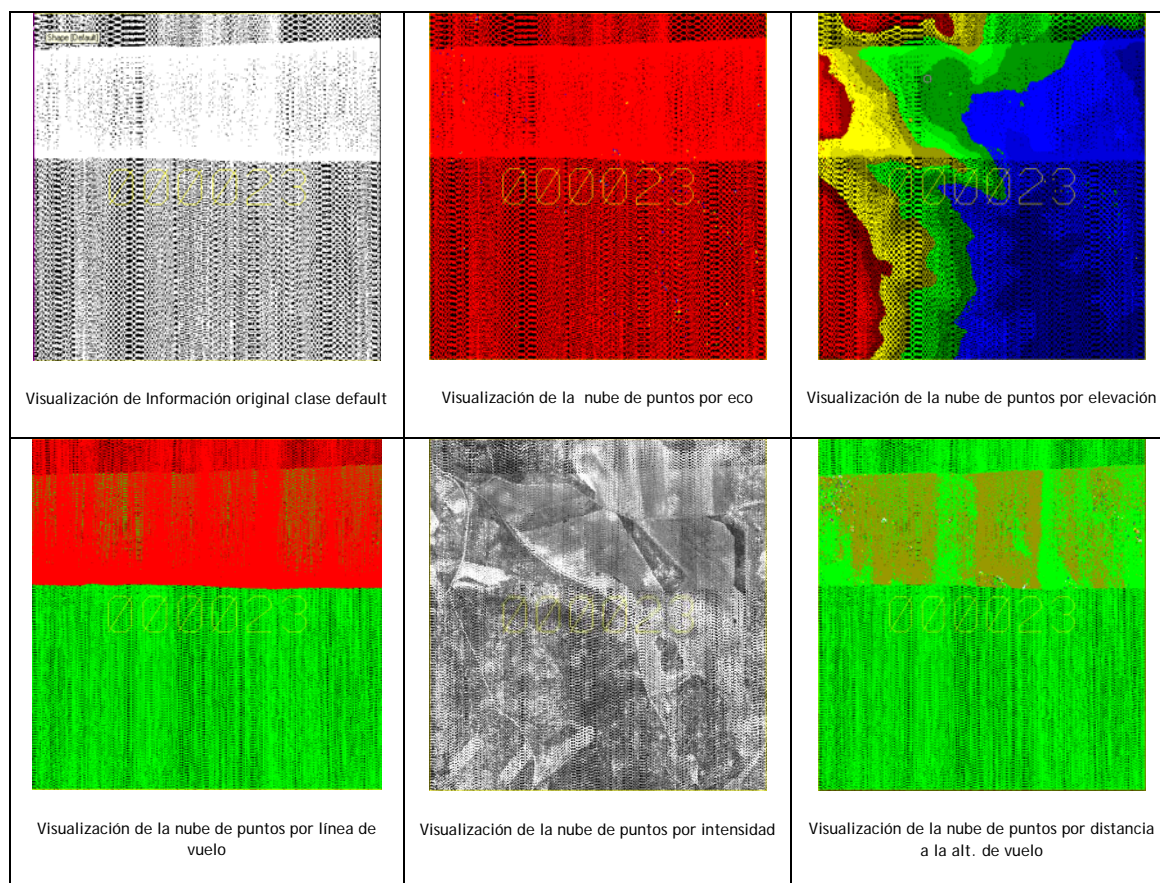 Shape [Default]
000023
000023
000023
Visualización de Información original clase default
Visualización de la nube de puntos por eco
Visualización de la nube de puntos por elevación
000023
000023
000023
Visualización de la nube de puntos por línea de
vuelo
Visualización de la nube de puntos por intensidad
Visualización de la nube de puntos por distancia
a la alt. de vuelo